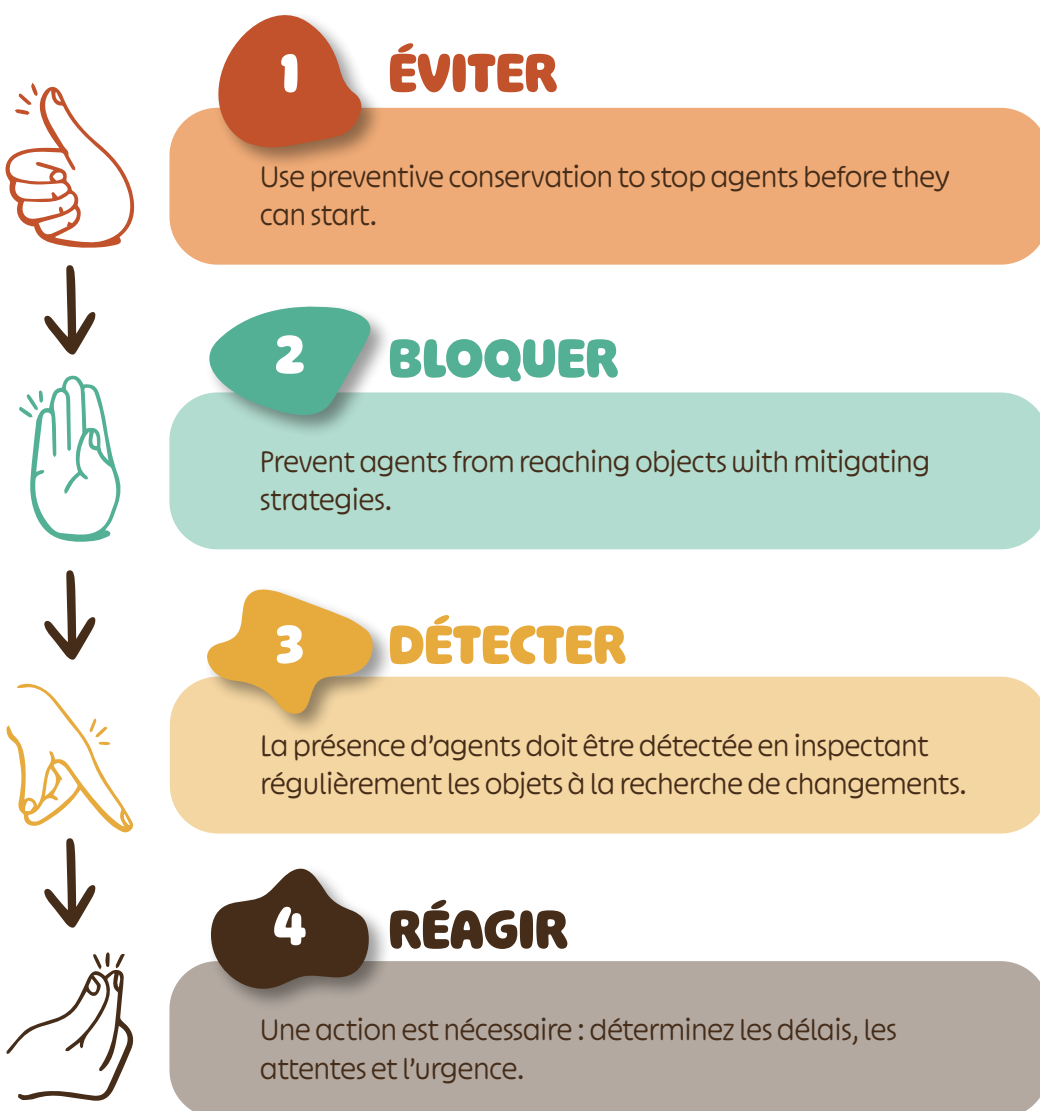 1
ÉVITER
Use preventive conservation to stop agents before they
can start.
2
BLOQUER
Prevent agents from reaching objects with mitigating
strategies.
3
DÉTECTER
La présence d’agents doit être détectée en inspectant
régulièrement les objets à la recherche de changements.
4
RÉAGIR
Une action est nécessaire : déterminez les délais, les
attentes et l’urgence.